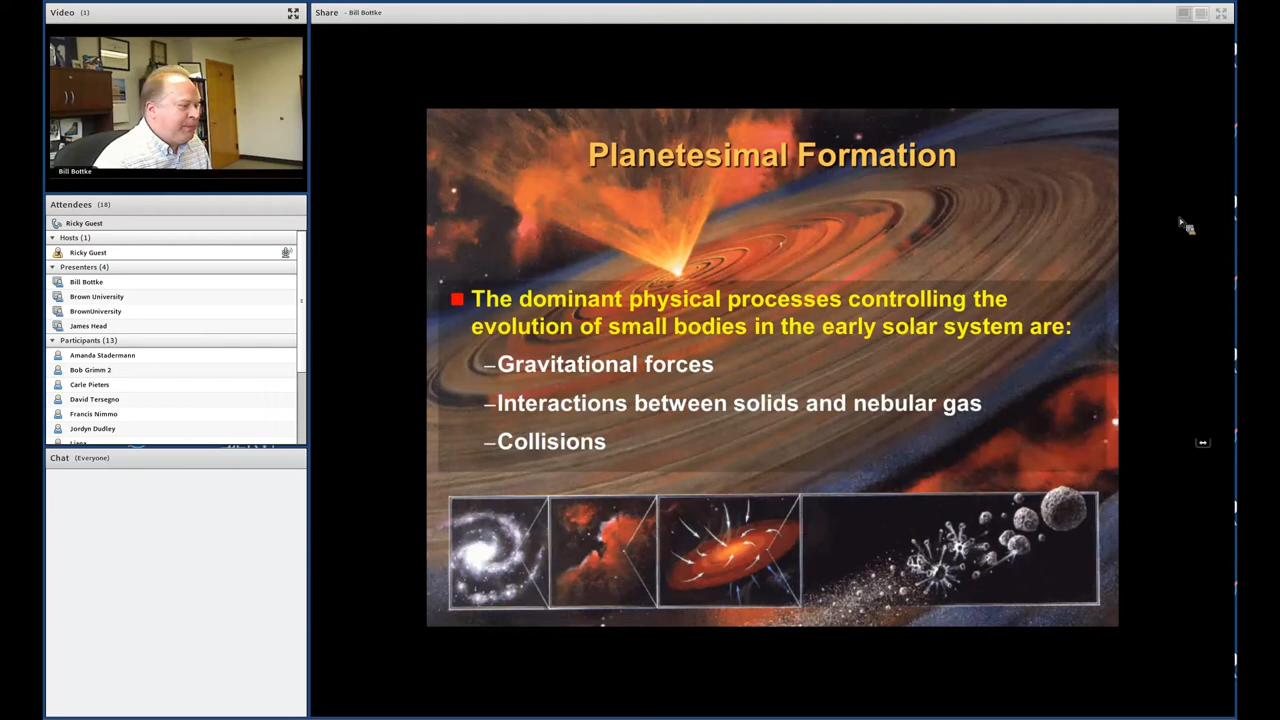 Video (1)
Bill Bottke
Attendees (18)
Ricky Guest
Hosts (1)
Ricky Guest
Presenters (4)
Bill Bottke
Brown University
BrownUniversity
James Head
Participants (13)
Amanda Stadermann
Bob Grimm 2
Carle Pieters
David Tersegno
Francis Nimmo
Jordyn Dudley
Chat (Everyone)
Share - Bill Bottke
Planetesimal Formation
The dominant physical processes controlling the
evolution of small bodies in the early solar system are:
–Gravitational forces
–Interactions between solids and nebular gas
–Collisions